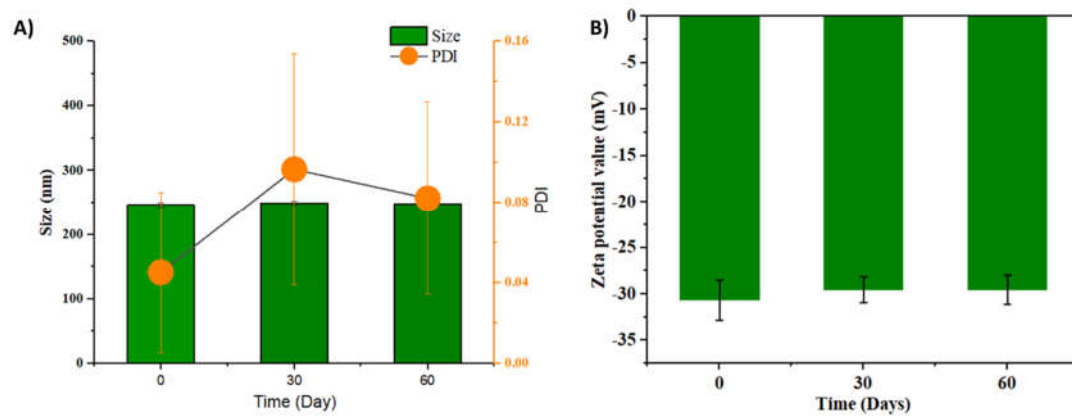 A)
Size
PDI
500
400
300
200
100
0
Size (nm)
0.16
0.12
0.08
0.04
0.00
PDI
0 30 60
Time (Day)
B)
0
-5
-10
-15
-20
-25
-30
-35
Zeta potential value (mV)
0 30 60
Time (Days)